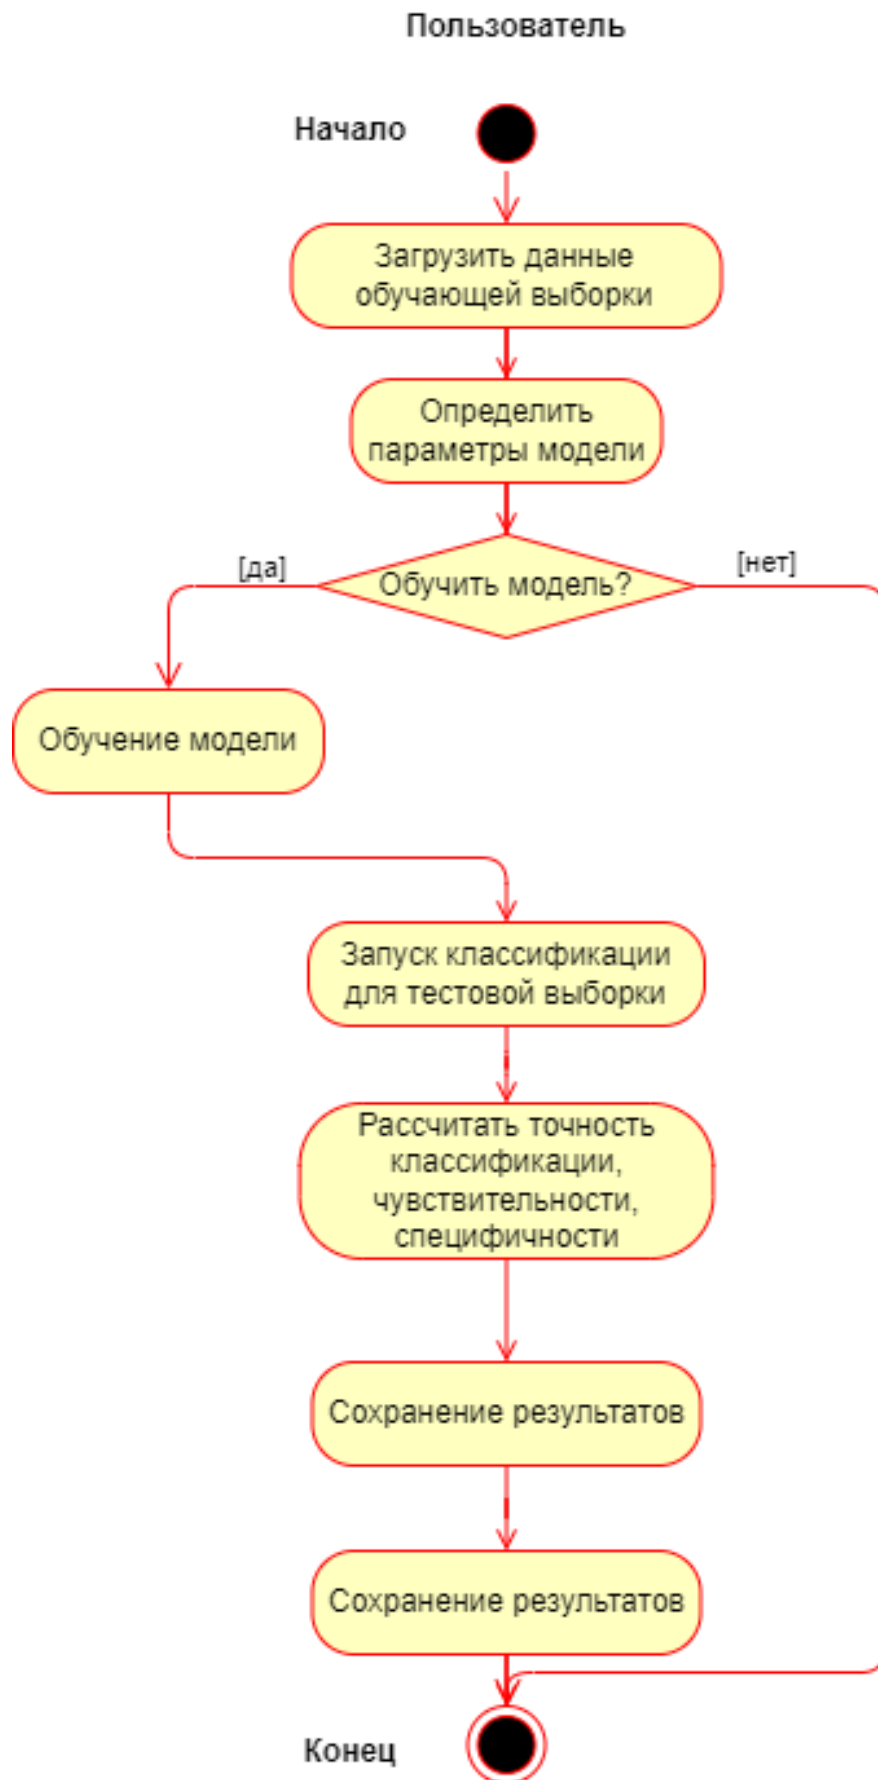 Пользователь
Начало
Загрузить данные
обучающей выборки
Определить
параметры модели
[да]
Обучить модель?
[нет]
Обучение модели
Запуск классификации
для тестовой выборки
Рассчитать точность
классификации,
чувствительности,
специфичности
Сохранение результатов
Сохранение результатов
Конец